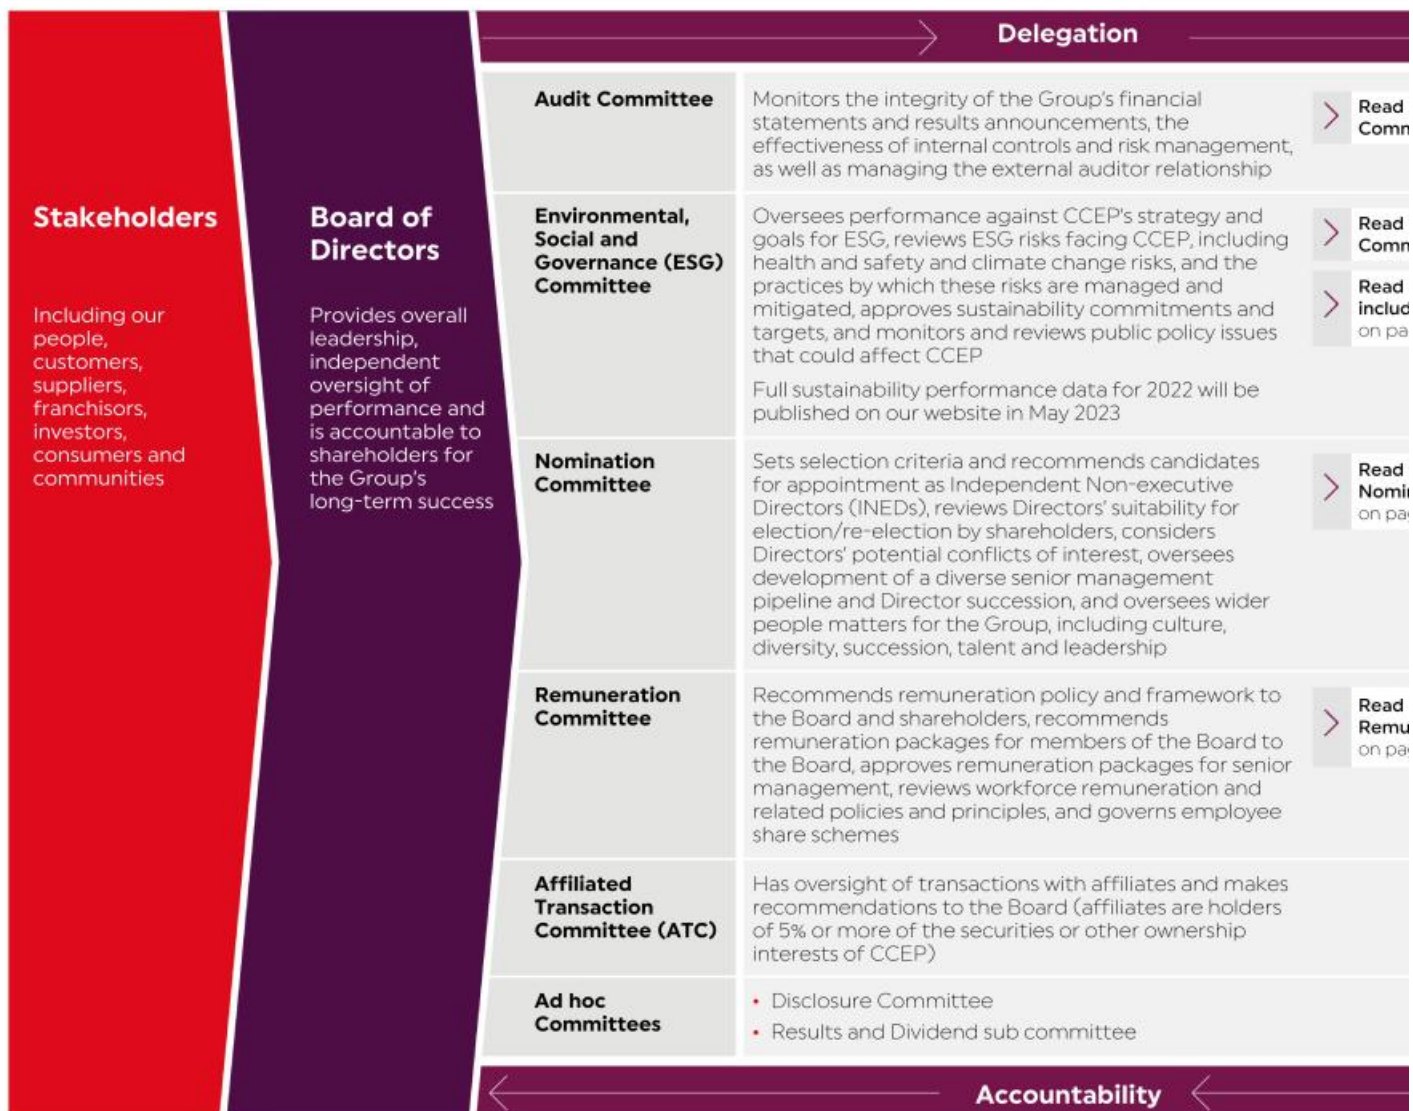 Delegation
Stakeholders
Including our
people,
customers,
suppliers,
franchisors,
investors,
consumers and
communities
Board of
Directors
Provides overall
leadership,
independent
oversight of
performance and
is accountable to
shareholders for
the Group's
long-term success
Audit Committee
Monitors the integrity of the Group's financial
statements and results announcements, the
effectiveness of internal controls and risk management,
as well as managing the external auditor relationship
Read
Environmental,
Social and
Governance (ESG)
Committee
Oversees performance against CCEP's strategy and
goals for ESG, reviews ESG risks facing CCEP, including
health and safety and climate change risks, and the
practices by which these risks are managed and
mitigated, approves sustainability commitments and
targets, and monitors and reviews public policy issues
that could affect CCEP
Full sustainability performance data for 2022 will be
published on our website in May 2023
Read
Read
on
Nomination
Committee
Sets selection criteria and recommends candidates
for appointment as Independent Non-executive
Directors (INEDs), reviews Directors' suitability for
election/re-election by shareholders, considers
Directors' potential conflicts of interest, oversees
development of a diverse senior management
pipeline and Director succession, and oversees wider
people matters for the Group, including culture,
diversity, succession, talent and leadership
Read
on
Remuneration
Committee
Recommends remuneration policy and framework to
the Board and shareholders, recommends
remuneration packages for members of the Board to
the Board, approves remuneration packages for senior
management, reviews workforce remuneration and
related policies and principles, and governs employee
share schemes
Read
on
Affiliated
Transaction
Committee (ATC)
Has oversight of transactions with affiliates and makes
recommendations to the Board (affiliates are holders
of 5% or more of the securities or other ownership
interests of CCEP)
Ad hoc
Committees
• Disclosure Committee
• Results and Dividend sub committee
Accountability